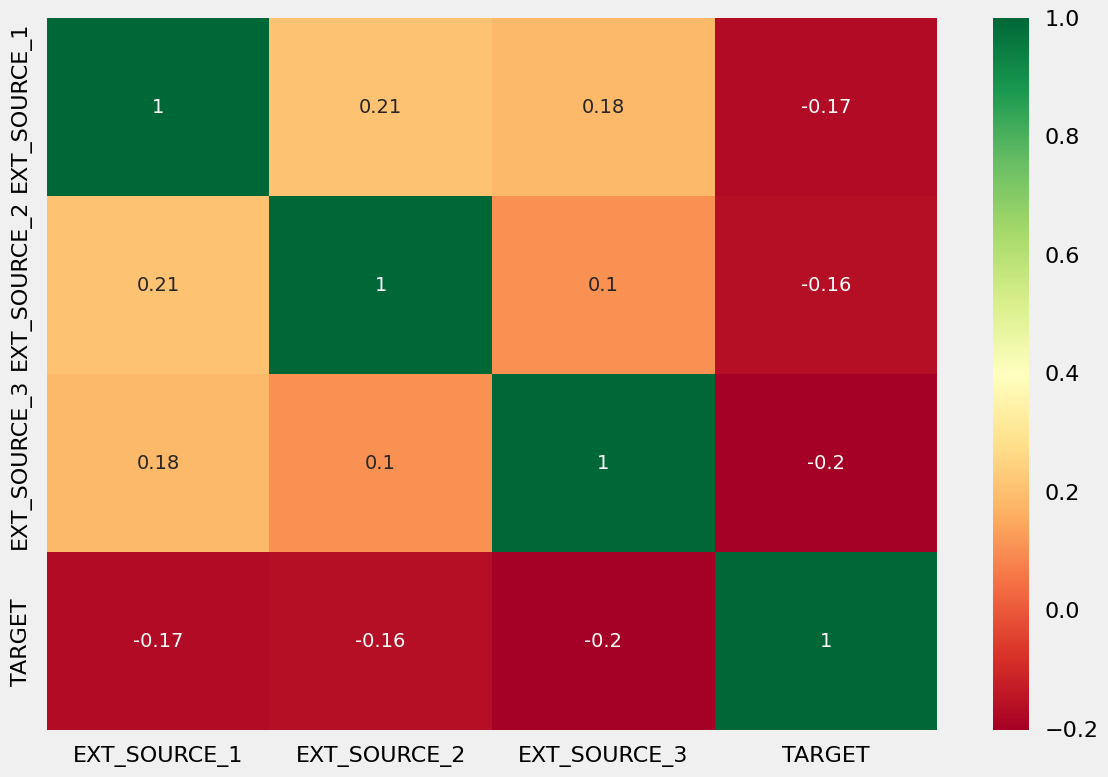 EXT_SOURCE_1
1
0.21
0.18
-0.17
EXT_SOURCE_2
0.21
1
0.1
-0.16
EXT_SOURCE_3
0.18
0.1
1
-0.2
TARGET
-0.17
-0.16
-0.2
1
EXT_SOURCE_1
EXT_SOURCE_2
EXT_SOURCE_3
TARGET
1.0
0.8
0.6
0.4
0.2
0.0
−0.2